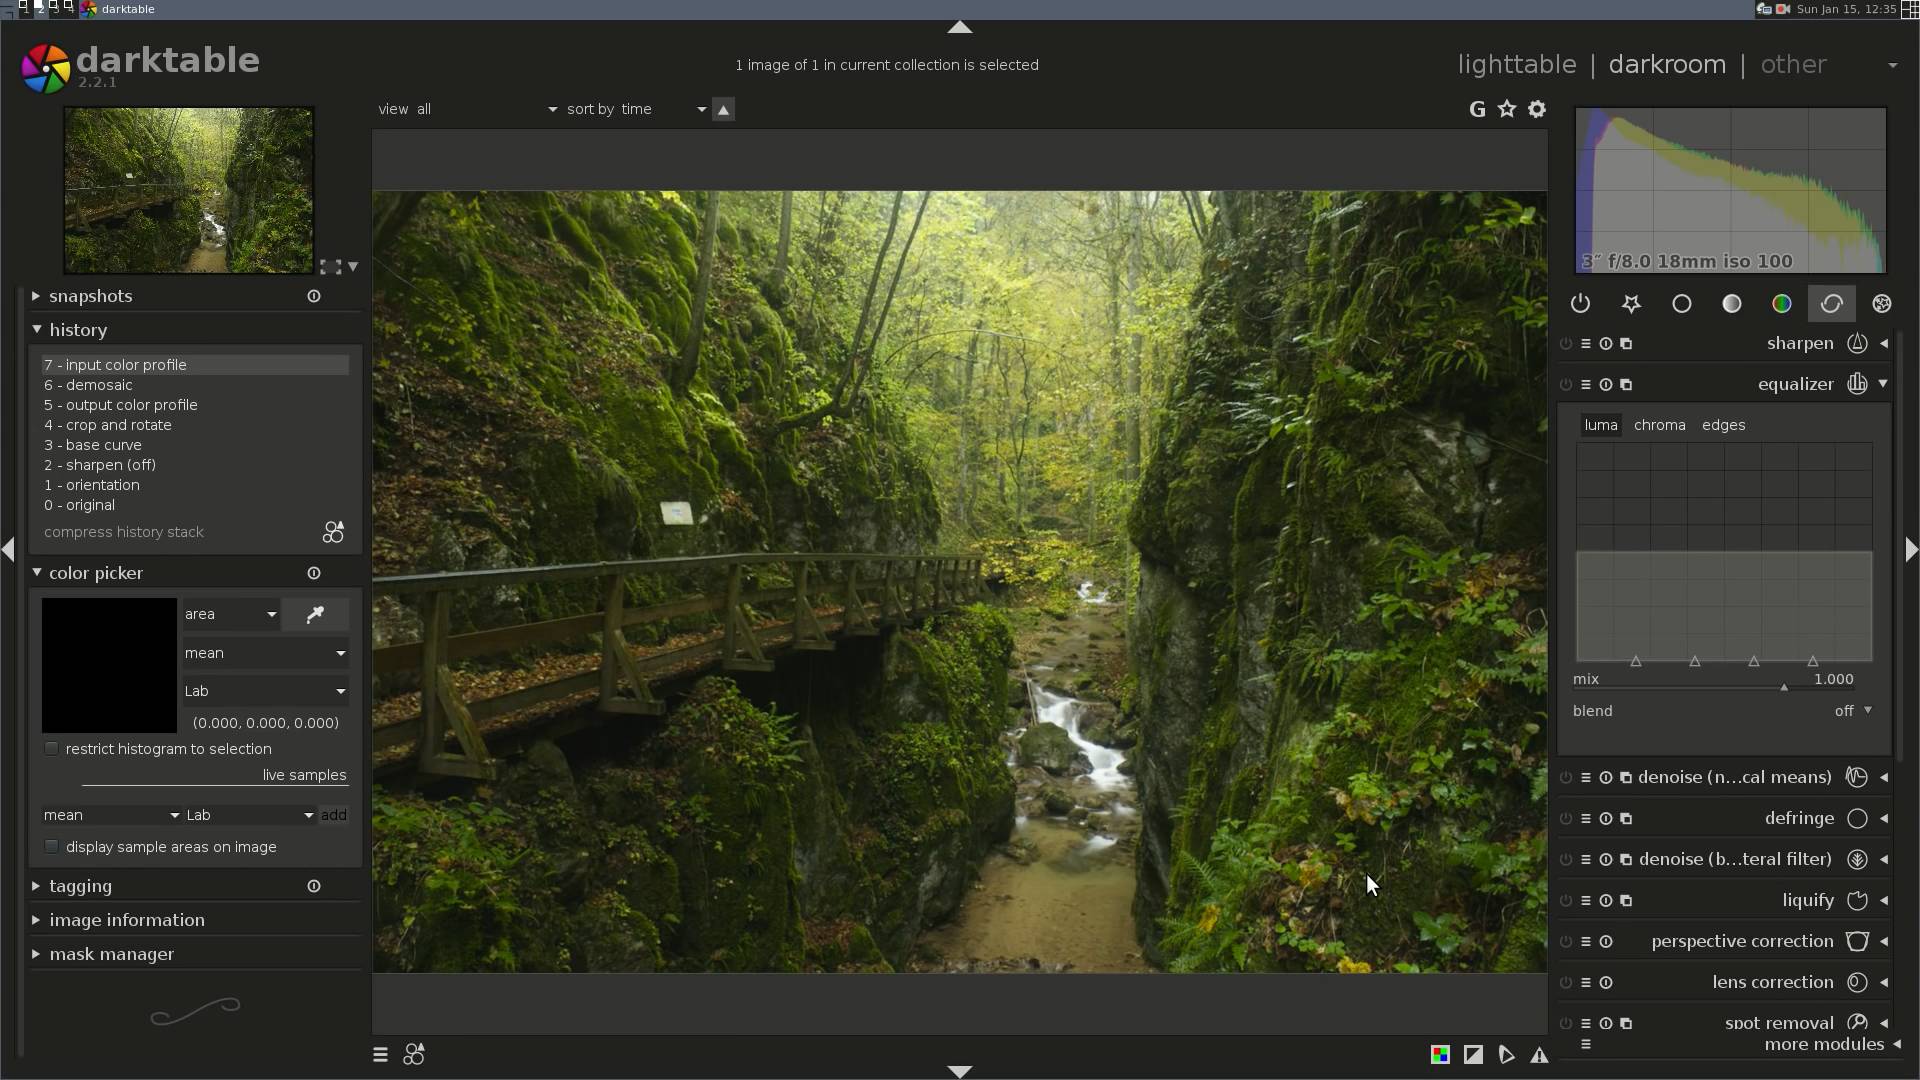 1 2 3 4 darktable
Sun Jan 15, 12:35
darktable
2.2.1
1 image of 1 in current collection is selected
lighttable | darkroom | other
view all
sort by time
G
3" f/8.0 18mm iso 100
snapshots
history
7 - input color profile
6 - demosaic
5 - output color profile
4 - crop and rotate
3 - base curve
2 - sharpen (off)
1 - orientation
0 - original
compress history stack
color picker
area
mean
Lab
(0.000, 0.000, 0.000)
restrict histogram to selection
live samples
mean Lab add
display sample areas on image
tagging
image information
mask manager
sharpen
equalizer
luma chroma edges
mix 1.000
blend off
denoise (n...cal means)
defringe
denoise (b...teral filter)
liquify
perspective correction
lens correction
spot removal
more modules